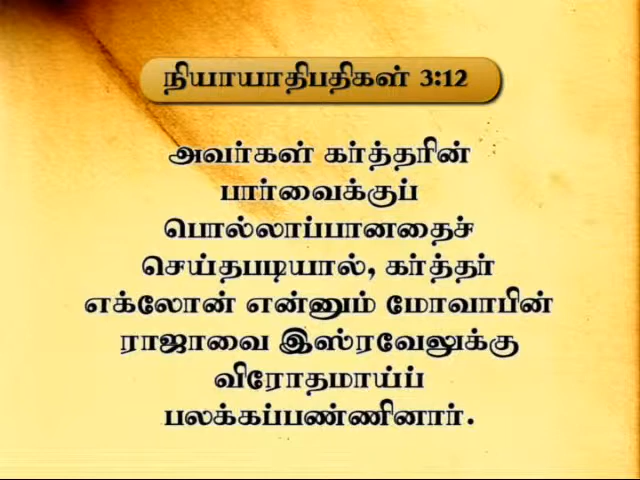 நியாயாதிபதிகள் 3:12
அவர்கள் கர்த்தரின்
பார்வைக்குப்
பொல்லாப்பானதைச்
செய்தபடியால், கர்த்தர்
எக்லோன் என்னும் மோவாபின்
ராஜாவை இஸ்ரவேலுக்கு
விரோதமாய்ப்
பலக்கப்பண்ணினார்.